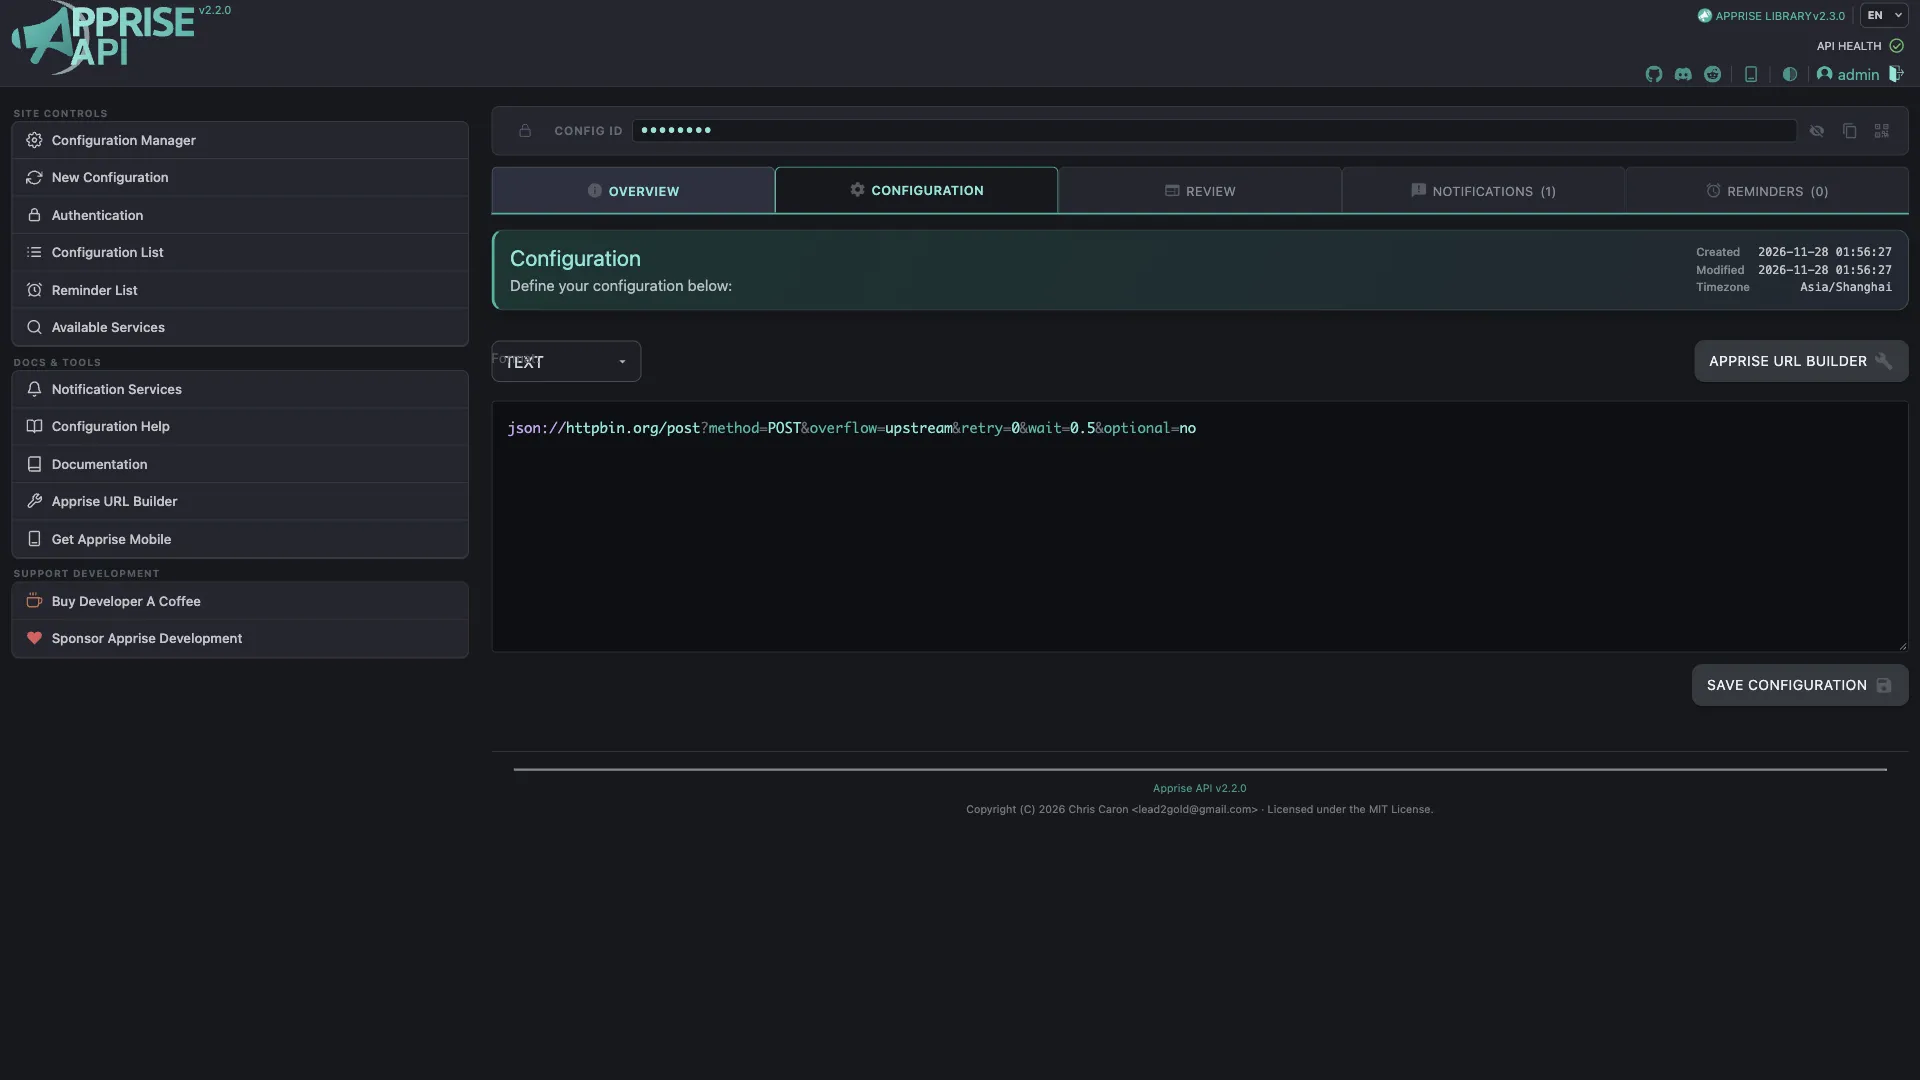 APPRISE
API
v2.2.0
APPRISE LIBRARY v2.3.0
EN
API HEALTH
admin
SITE CONTROLS
Configuration Manager
New Configuration
Authentication
Configuration List
Reminder List
Available Services
DOCS & TOOLS
Notification Services
Configuration Help
Documentation
Apprise URL Builder
Get Apprise Mobile
SUPPORT DEVELOPMENT
Buy Developer A Coffee
Sponsor Apprise Development
CONFIG ID ••••••••
OVERVIEW
CONFIGURATION
REVIEW
NOTIFICATIONS (1)
REMINDERS (0)
Configuration
Define your configuration below:
Created 2026-11-28 01:56:27
Modified 2026-11-28 01:56:27
Timezone Asia/Shanghai
Format
TEXT
APPRISE URL BUILDER
json://httpbin.org/post?method=POST&overflow=upstream&retry=0&wait=0.5&optional=no
SAVE CONFIGURATION
Apprise API v2.2.0
Copyright (C) 2026 Chris Caron <lead2gold@gmail.com> · Licensed under the MIT License.